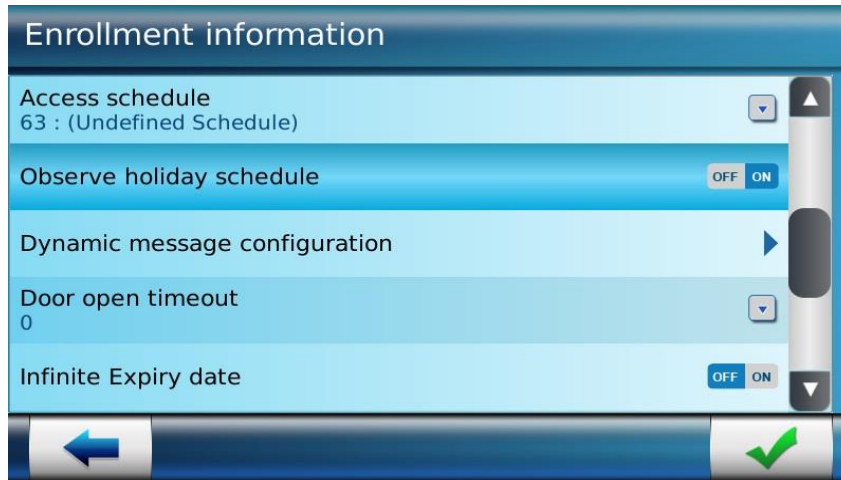 Enrollment information
Access schedule
63 : (Undefined Schedule)
Observe holiday schedule
OFF ON
Dynamic message configuration
Door open timeout
0
Infinite Expiry date
OFF ON